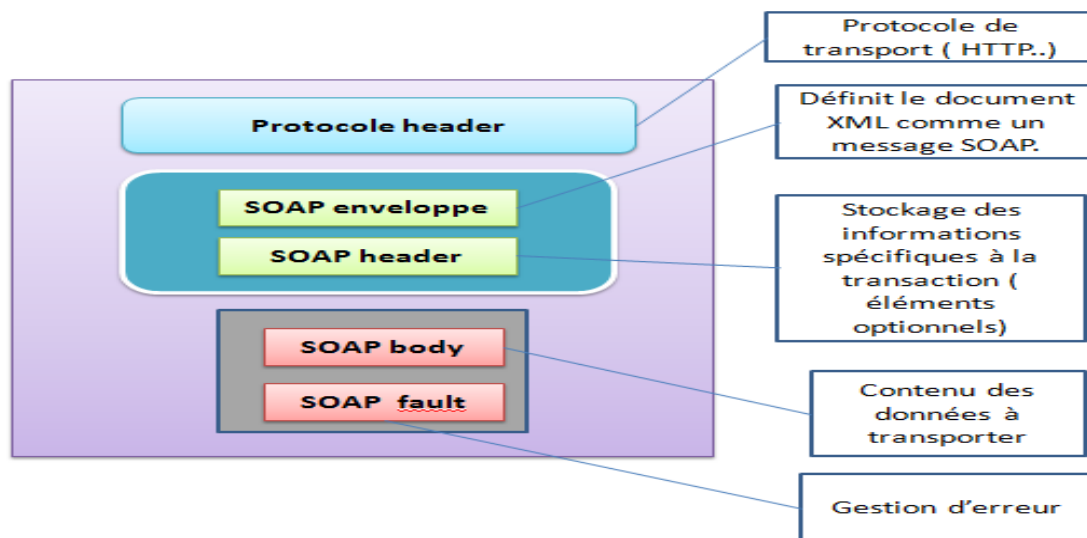 Protocole de
transport ( HTTP..)
Protocole header
Définit le document
XML comme un
message SOAP.
SOAP enveloppe
SOAP header
Stockage des
informations
spécifiques à la
transaction (
éléments
optionnels)
SOAP body
SOAP fault
Contenu des
données à
transporter
Gestion d'erreur